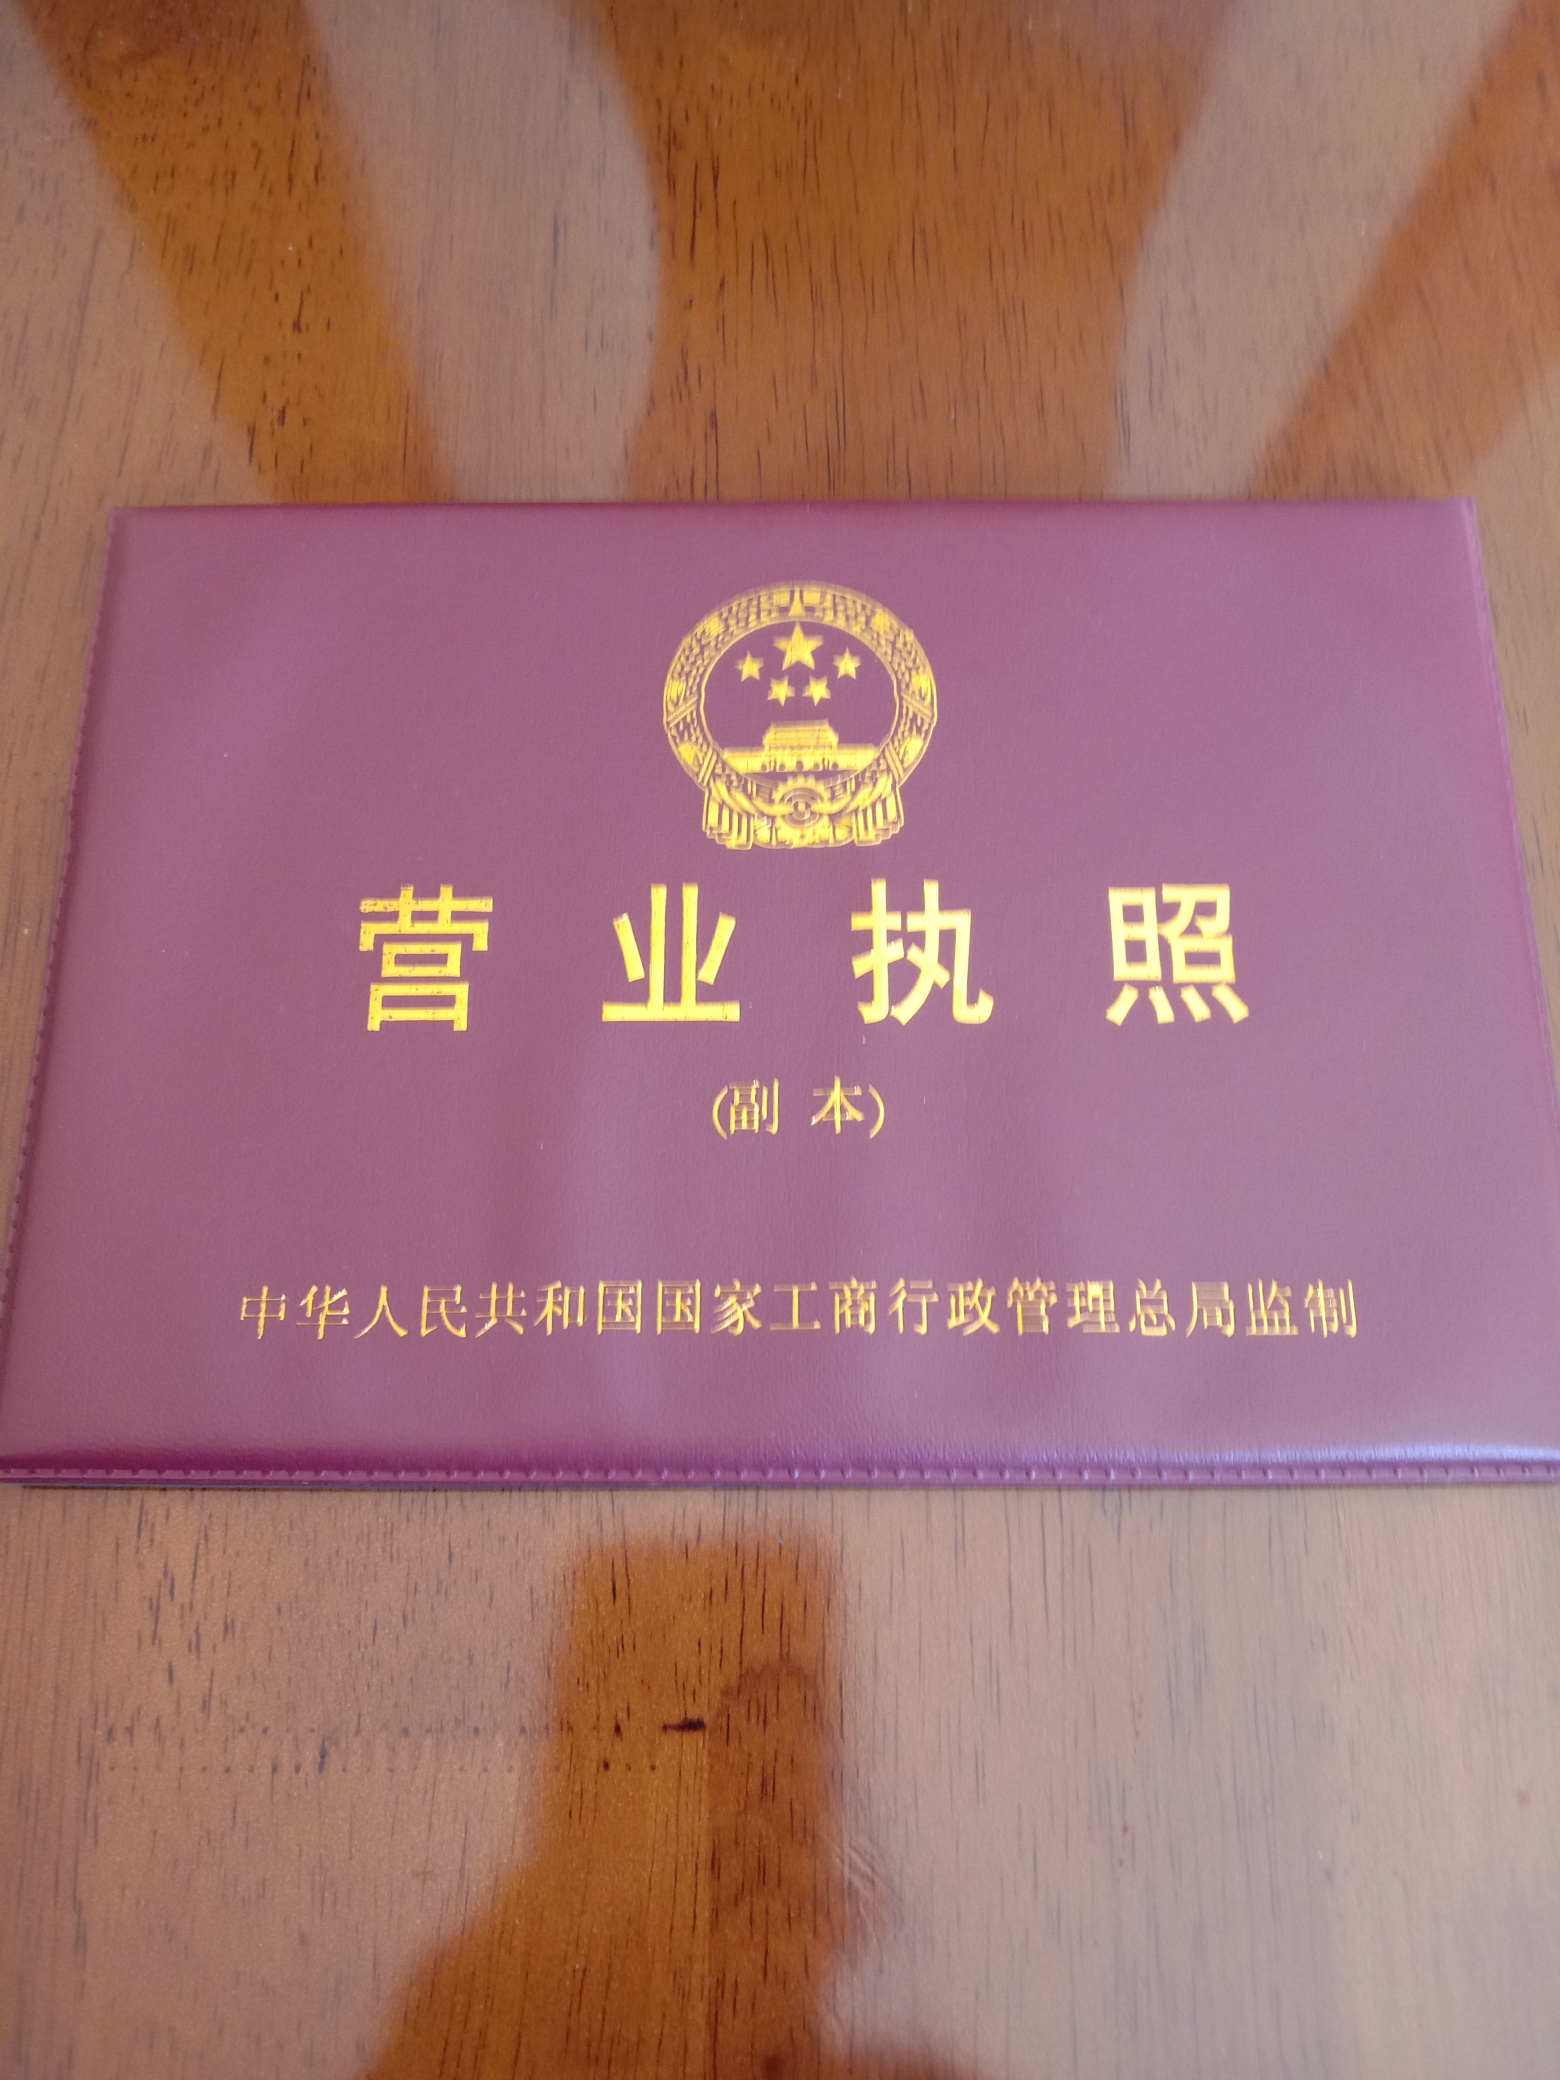 营业执照
(副本)
中华人民共和国国家工商行政管理总局监制